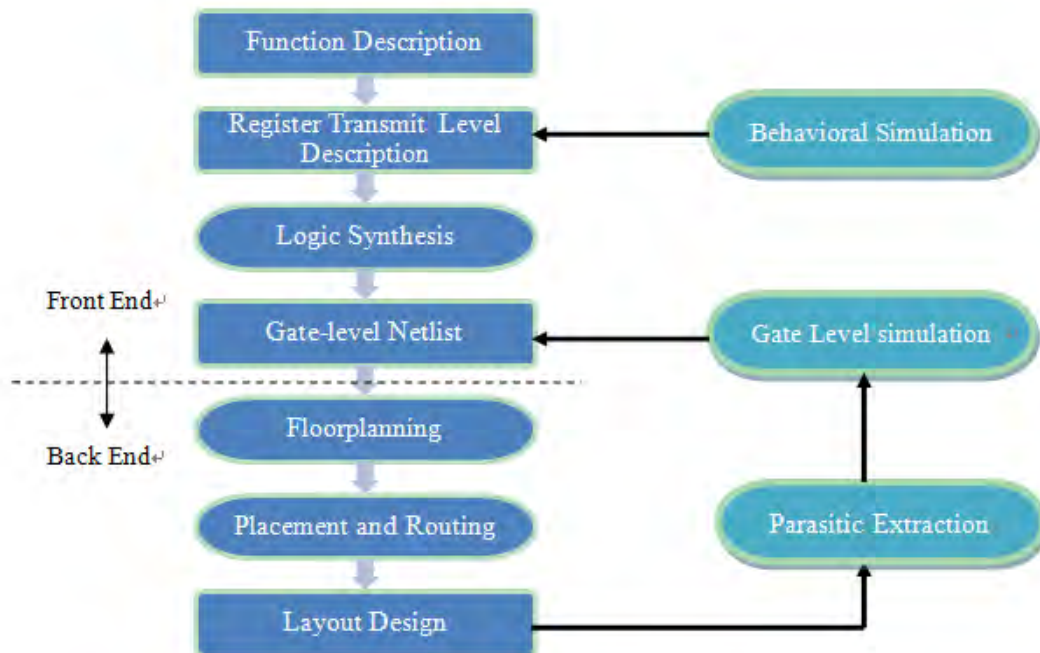 Function Description
Register Transmit Level
Description
Behavioral Simulation
Logic Synthesis
Front End↵
Gate-level Netlist
Gate Level simulation
Floorplanning
Back End↵
Placement and Routing
Parasitic Extraction
Layout Design